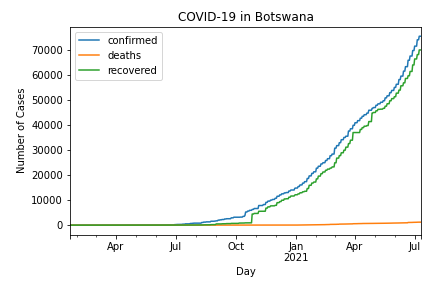 COVID-19 in Botswana
confirmed
deaths
recovered
Number of Cases
70000
60000
50000
40000
30000
20000
10000
0
Apr
Jul
Oct
Jan
2021
Apr
Jul
Day